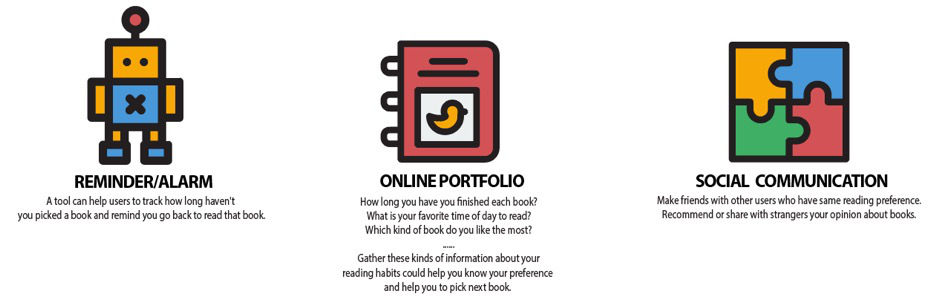 REMINDER/ALARM
A tool can help users to track how long haven't
you picked a book and remind you go back to read that book.
ONLINE PORTFOLIO
How long you have you finished each book?
What is your favorite time of day to read?
Which kind of book do you like the most?
......
Gather these kinds of information about your
reading habits could help you know your preference
and help you to pick next book.
SOCIAL COMMUNICATION
Make friends with other users who have same reading preference.
Recommend or share with strangers your opinion about books.